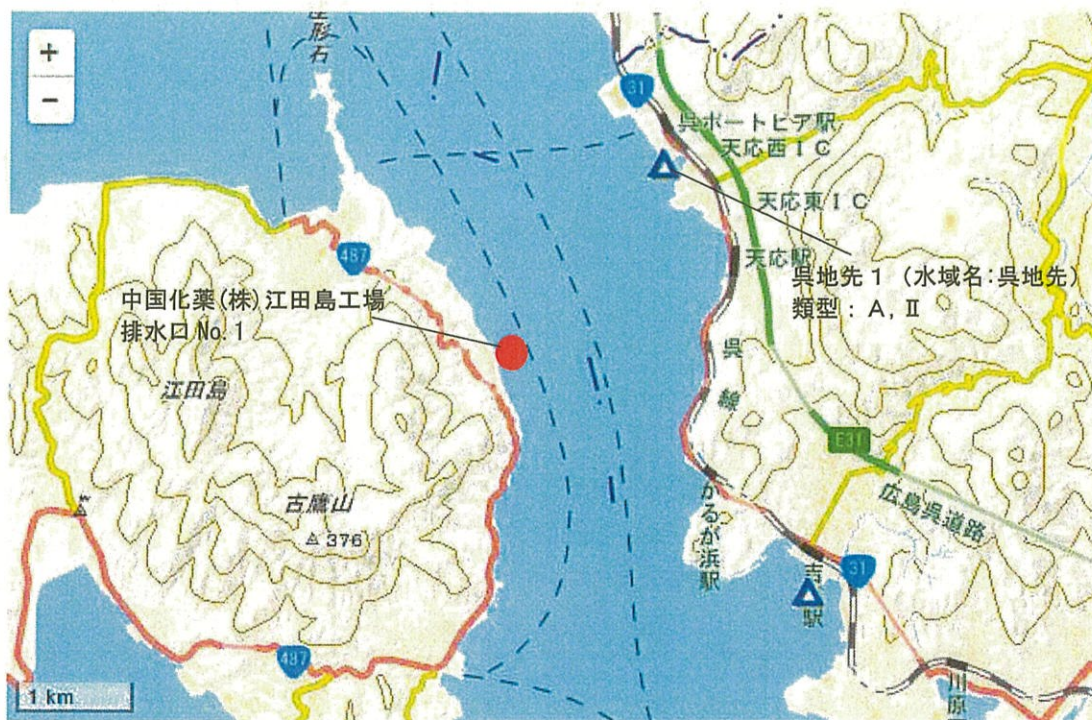 +
−
31
呉ポートピア駅
天応西IC
天応東IC
天応駅
呉地先1 (水域名:呉地先)
類型: A, Ⅱ
487
中国化薬(株)江田島工場
排水口 No.1
江田島
呉
線
E31
広島呉道路
古鷹山
376
かるが浜駅
吉
駅
31
487
川原
1 km